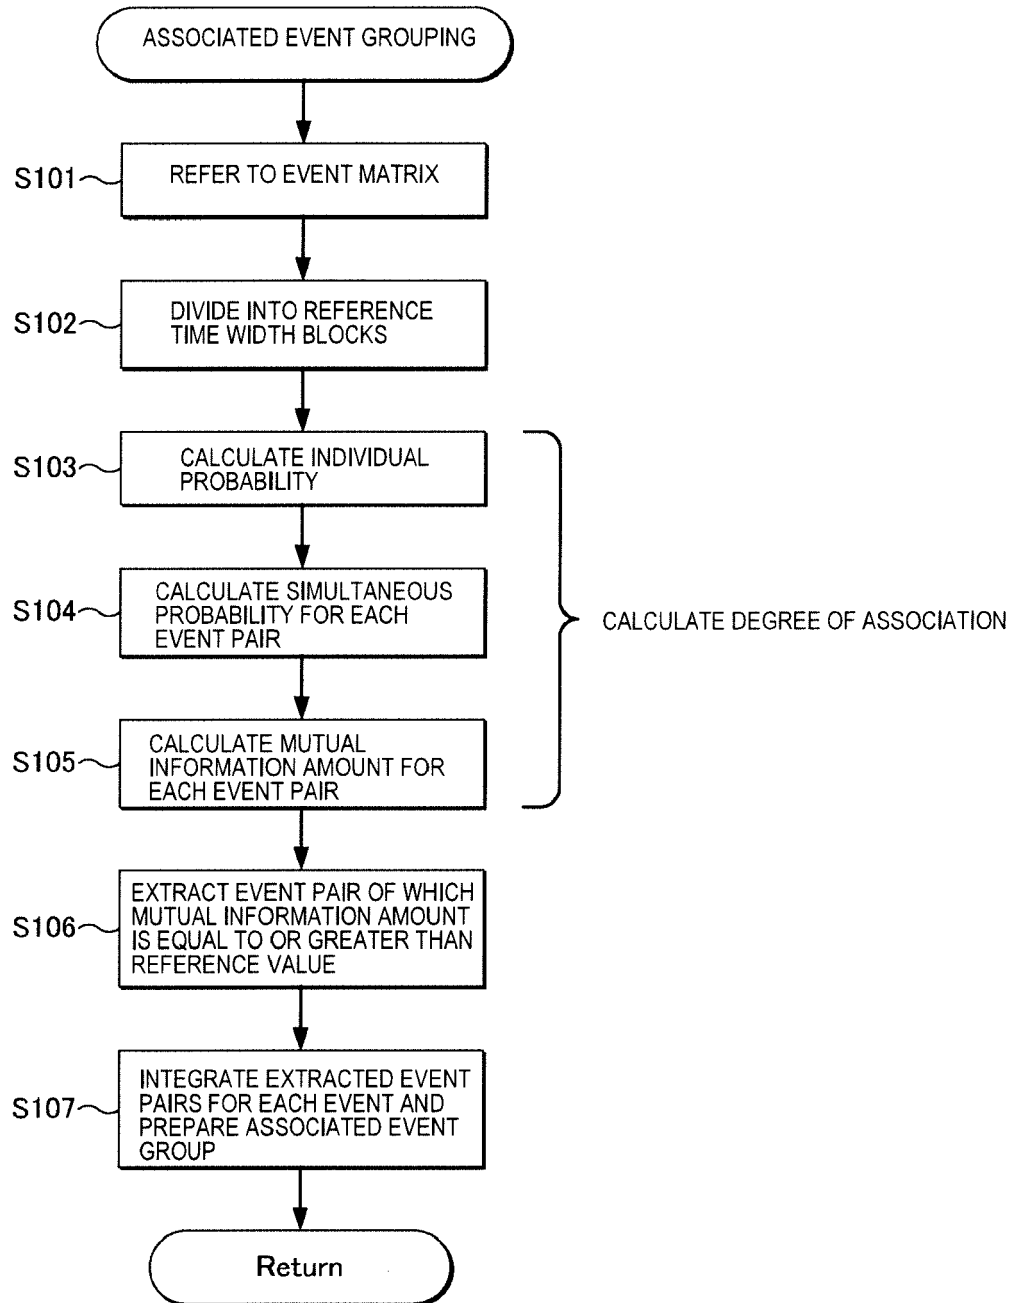 ASSOCIATED EVENT GROUPING
S101
REFER TO EVENT MATRIX
S102
DIVIDE INTO REFERENCE
TIME WIDTH BLOCKS
S103
CALCULATE INDIVIDUAL
PROBABILITY
S104
CALCULATE SIMULTANEOUS
PROBABILITY FOR EACH
EVENT PAIR
CALCULATE DEGREE OF ASSOCIATION
S105
CALCULATE MUTUAL
INFORMATION AMOUNT FOR
EACH EVENT PAIR
S106
EXTRACT EVENT PAIR OF WHICH
MUTUAL INFORMATION AMOUNT
IS EQUAL TO OR GREATER THAN
REFERENCE VALUE
S107
INTEGRATE EXTRACTED EVENT
PAIRS FOR EACH EVENT AND
PREPARE ASSOCIATED EVENT
GROUP
Return